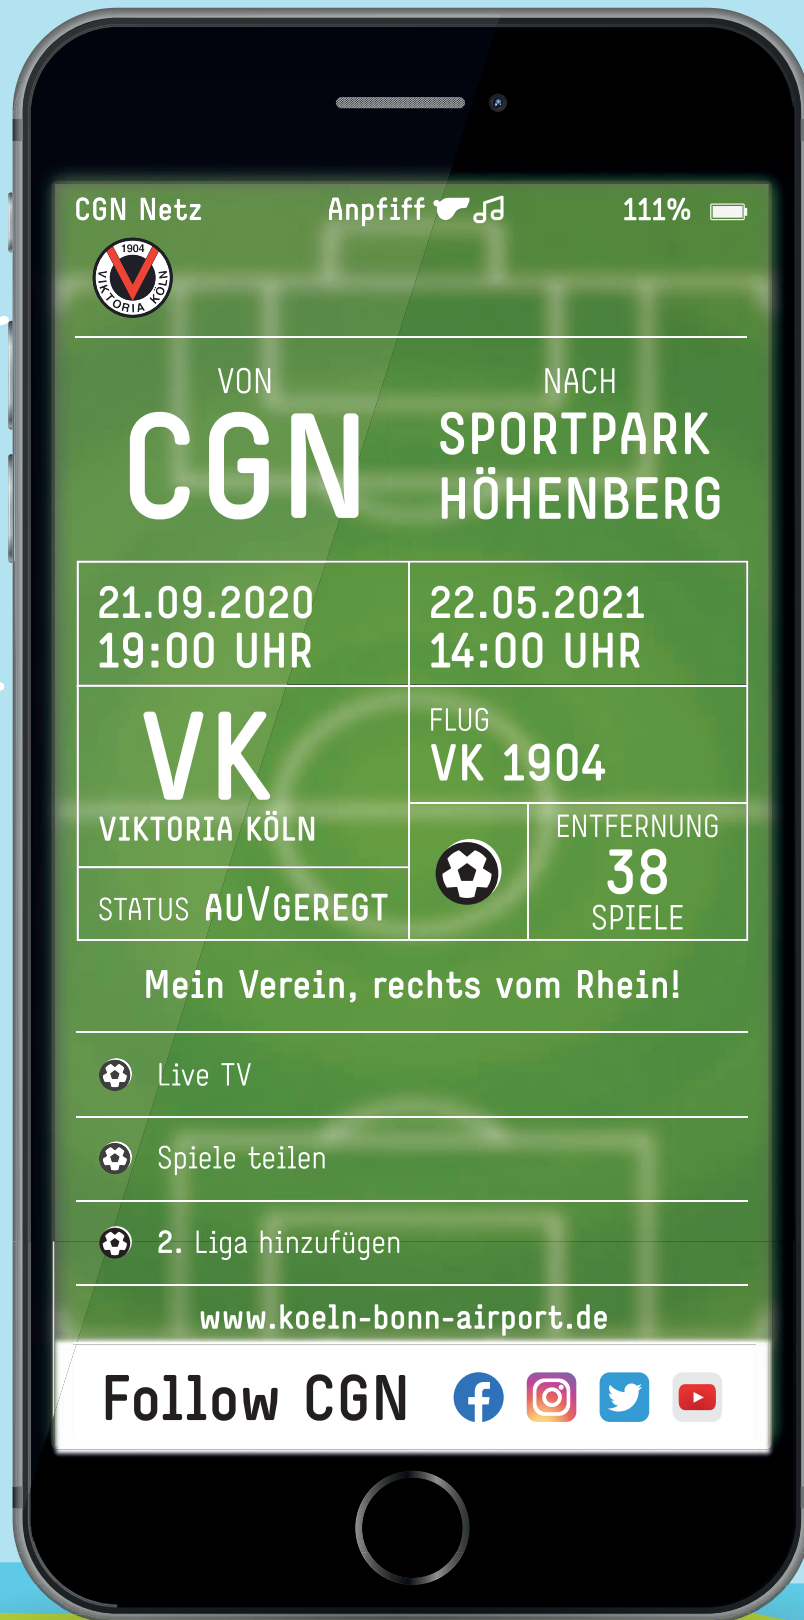 CGN Netz Anpfiff 111%
1904
VIKTORIA KÖLN
VON
CGN
NACH
SPORTPARK
HÖHENBERG
21.09.2020
19:00 UHR
22.05.2021
14:00 UHR
VK
VIKTORIA KÖLN
FLUG
VK 1904
STATUS AUVGEREGT
ENTFERNUNG
38
SPIELE
Mein Verein, rechts vom Rhein!
Live TV
Spiele teilen
2. Liga hinzufügen
www.koeln-bonn-airport.de
Follow CGN